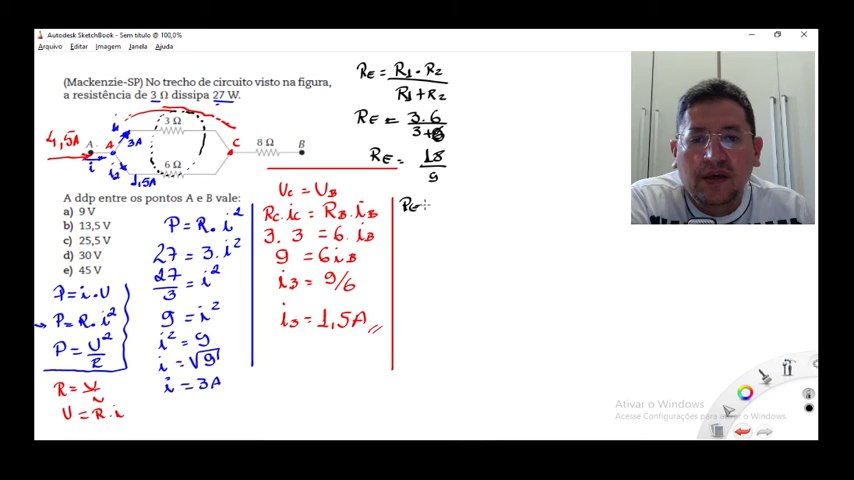 Autodesk SketchBook - Sem título @ 100,0%
Arquivo Editar Imagem Janela Ajuda
(Mackenzie-SP) No trecho de circuito visto na figura,
a resistência de 3 Ω dissipa 27 W.
4,5A
A
i
A
i1
3A
3 Ω
i2
1,5A
6 Ω
C
8 Ω
B
A ddp entre os pontos A e B vale:
a) 9 V
b) 13,5 V
c) 25,5 V
d) 30 V
e) 45 V
P=i.U
P=R.i²
P=U²/R
R=U/i
U=R.i
P=R.i²
27=3.i²
27/3=i²
9=i²
i²=9
i=√9
i=3A
Uc=UB
Rc.ic=RB.iB
3.3=6.iB
9=6iB
iB=9/6
iB=1,5A
RE=R1.R2/R1+R2
RE=3.6/3+6
RE=18/9
RE=
Ativar o Windows
Acesse Configurações para ativar o Windows.